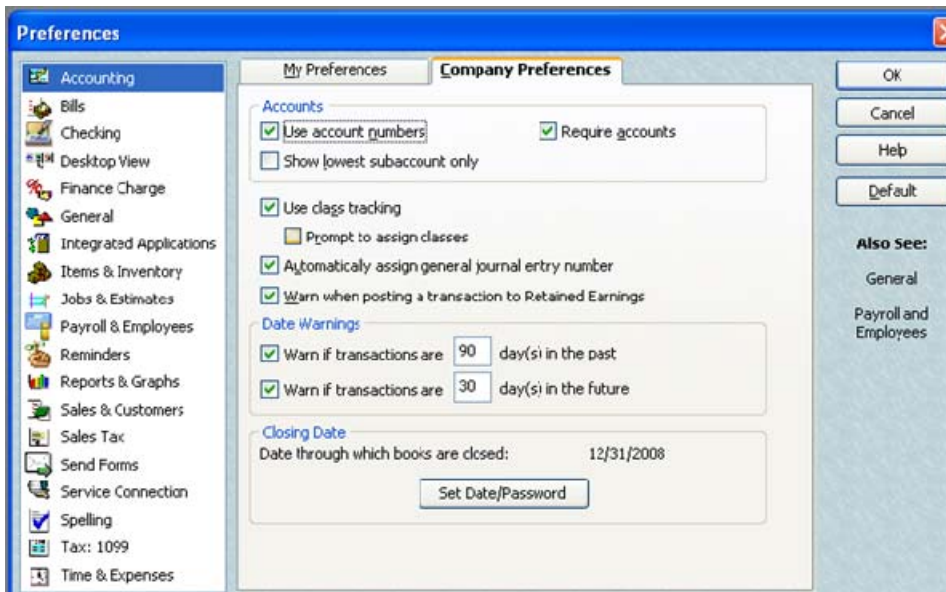 Preferences
Accounting
Bills
Checking
Desktop View
Finance Charge
General
Integrated Applications
Items & Inventory
Jobs & Estimates
Payroll & Employees
Reminders
Reports & Graphs
Sales & Customers
Sales Tax
Send Forms
Service Connection
Spelling
Tax: 1099
Time & Expenses
My Preferences
Company Preferences
Accounts
Use account numbers
Require accounts
Show lowest subaccount only
Use class tracking
Prompt to assign classes
Automaticaly assign general journal entry number
Warn when posting a transaction to Retained Earnings
Date Warnings
Warn if transactions are 90 day(s) in the past
Warn if transactions are 30 day(s) in the future
Closing Date
Date through which books are closed: 12/31/2008
Set Date/Password
OK
Cancel
Help
Default
Also See:
General
Payroll and
Employees